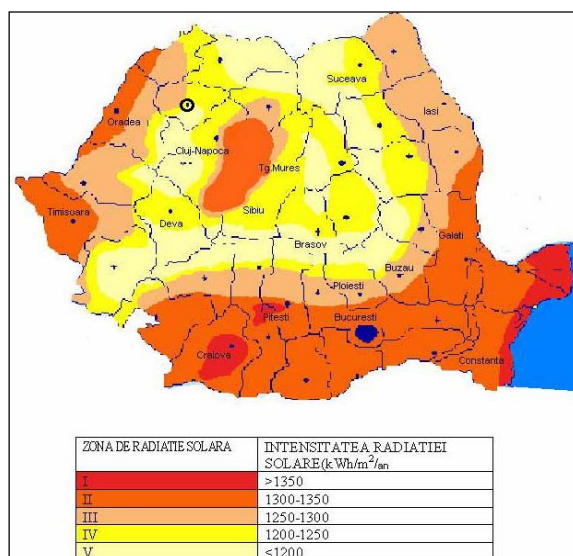 Suceava
Oradea
Iasi
Cluj-Napoca
Tg.Mures
Timisoara
Deva
Sibiu
Brasov
Galati
Buzau
Ploiesti
Pitesti
Bucuresti
Craiova
Constanta
ZONA DE RADIATIE SOLARA
INTENSITATEA RADIATIEI
SOLARE(kWh/m²/an
I
>1350
II
1300-1350
III
1250-1300
IV
1200-1250
V
<1200